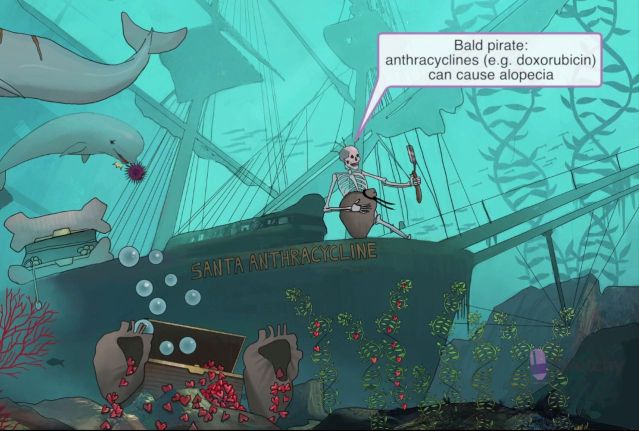 Bald pirate:
anthracyclines (e.g. doxorubicin)
can cause alopecia
SANTA ANTHRACYCLINE